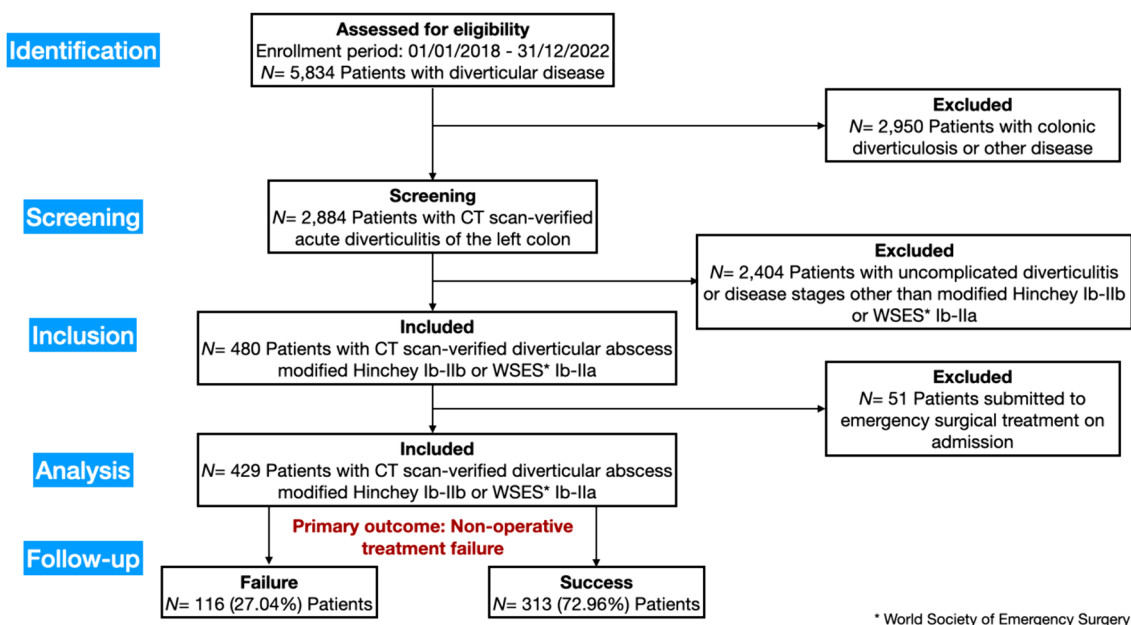 Identification
Assessed for eligibility
Enrollment period: 01/01/2018 - 31/12/2022
N= 5,834 Patients with diverticular disease
Excluded
N= 2,950 Patients with colonic
diverticulosis or other disease
Screening
Screening
N= 2,884 Patients with CT scan-verified
acute diverticulitis of the left colon
Excluded
N= 2,404 Patients with uncomplicated diverticulitis
or disease stages other than modified Hinchey Ib-IIb
or WSES* Ib-IIa
Inclusion
Included
N= 480 Patients with CT scan-verified diverticular abscess
modified Hinchey Ib-IIb or WSES* Ib-IIa
Excluded
N= 51 Patients submitted to
emergency surgical treatment on
admission
Analysis
Included
N= 429 Patients with CT scan-verified diverticular abscess
modified Hinchey Ib-IIb or WSES* Ib-IIa
Primary outcome: Non-operative
treatment failure
Follow-up
Failure
N= 116 (27.04%) Patients
Success
N= 313 (72.96%) Patients
* World Society of Emergency Surgery